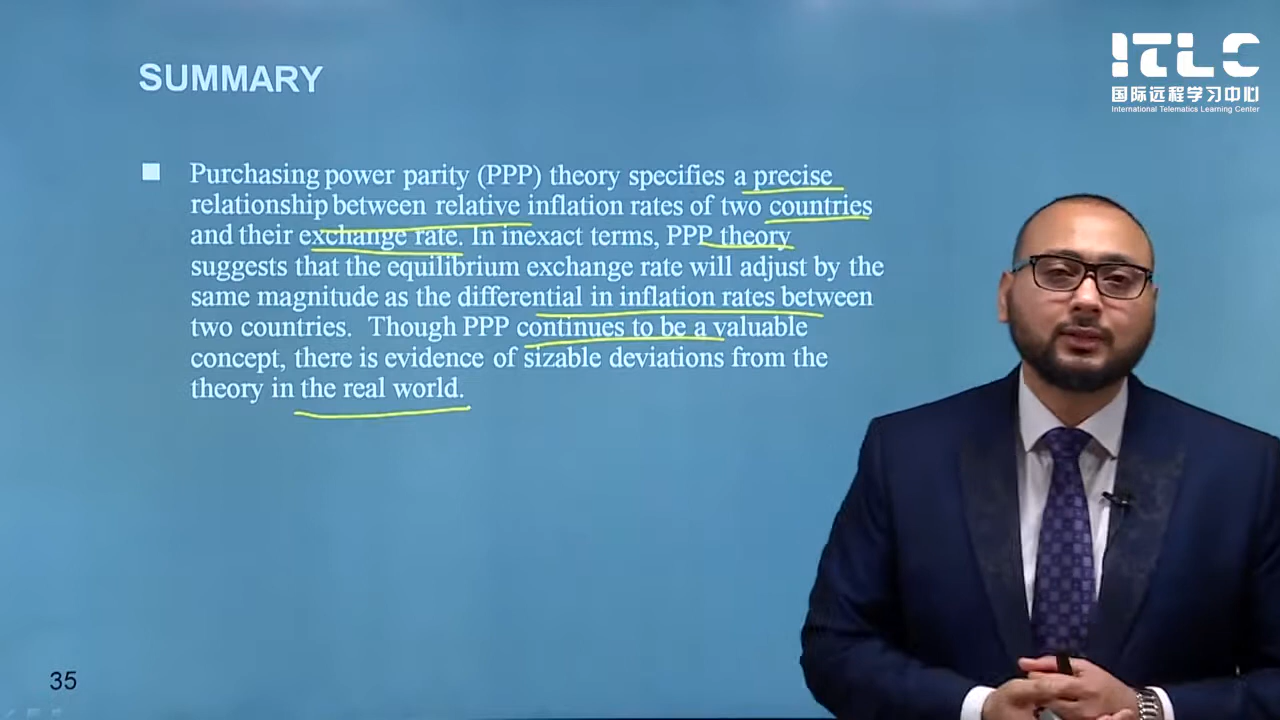 SUMMARY
ITLC
国际远程学习中心
International Telematics Learning Center
Purchasing power parity (PPP) theory specifies a precise
relationship between relative inflation rates of two countries
and their exchange rate. In inexact terms, PPP theory
suggests that the equilibrium exchange rate will adjust by the
same magnitude as the differential in inflation rates between
two countries. Though PPP continues to be a valuable
concept, there is evidence of sizable deviations from the
theory in the real world.
35